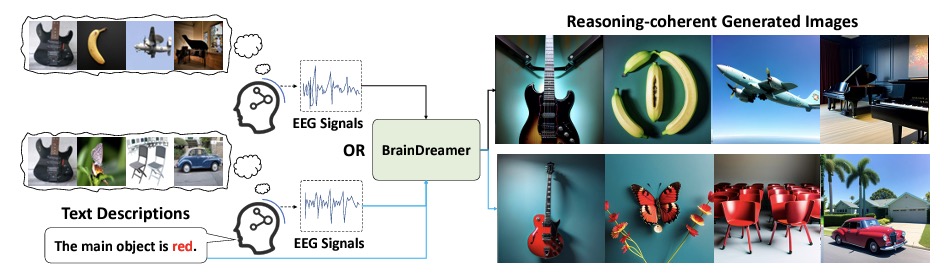 Reasoning-coherent Generated Images
EEG Signals
OR
BrainDreamer
Text Descriptions
The main object is red.
EEG Signals